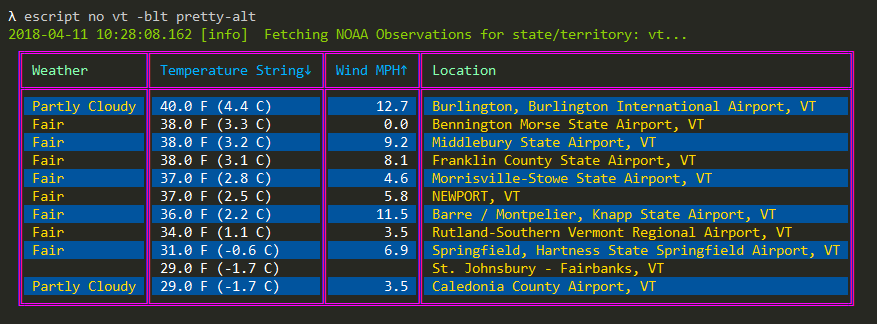 λ escript no vt -blt pretty-alt
2018-04-11 10:28:08.162 [info]  Fetching NOAA Observations for state/territory: vt...
Weather Temperature String↓ Wind MPH↑ Location
Partly Cloudy 40.0 F (4.4 C) 12.7 Burlington, Burlington International Airport, VT
Fair 38.0 F (3.3 C) 0.0 Bennington Morse State Airport, VT
Fair 38.0 F (3.2 C) 9.2 Middlebury State Airport, VT
Fair 38.0 F (3.1 C) 8.1 Franklin County State Airport, VT
Fair 37.0 F (2.8 C) 4.6 Morrisville-Stowe State Airport, VT
Fair 37.0 F (2.5 C) 5.8 NEWPORT, VT
Fair 36.0 F (2.2 C) 11.5 Barre / Montpelier, Knapp State Airport, VT
Fair 34.0 F (1.1 C) 3.5 Rutland-Southern Vermont Regional Airport, VT
Fair 31.0 F (-0.6 C) 6.9 Springfield, Hartness State Springfield Airport, VT
29.0 F (-1.7 C) St. Johnsbury - Fairbanks, VT
Partly Cloudy 29.0 F (-1.7 C) 3.5 Caledonia County Airport, VT